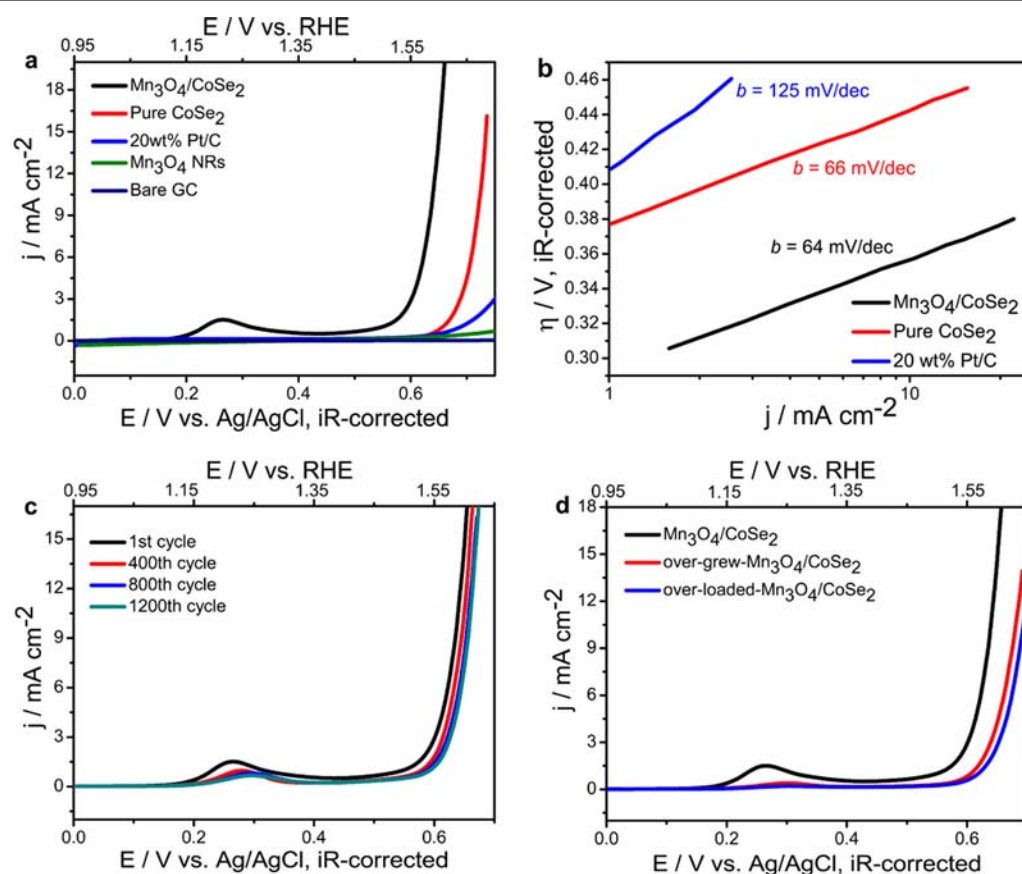 E / V vs. RHE
0.95 1.15 1.35 1.55
a
Mn₃O₄/CoSe₂
Pure CoSe₂
20wt% Pt/C
Mn₃O₄ NRs
Bare GC
18
15
12
9
6
3
0
j / mA cm⁻²
0.0 0.2 0.4 0.6
E / V vs. Ag/AgCl, iR-corrected
b
0.46
0.44
0.42
0.40
0.38
0.36
0.34
0.32
0.30
η / V, iR-corrected
b = 125 mV/dec
b = 66 mV/dec
b = 64 mV/dec
Mn₃O₄/CoSe₂
Pure CoSe₂
20 wt% Pt/C
1 10
j / mA cm⁻²
E / V vs. RHE
0.95 1.15 1.35 1.55
c
1st cycle
400th cycle
800th cycle
1200th cycle
15
12
9
6
3
0
j / mA cm⁻²
0.0 0.2 0.4 0.6
E / V vs. Ag/AgCl, iR-corrected
E / V vs. RHE
0.95 1.15 1.35 1.55
d
Mn₃O₄/CoSe₂
over-grew-Mn₃O₄/CoSe₂
over-loaded-Mn₃O₄/CoSe₂
18
15
12
9
6
3
0
j / mA cm⁻²
0.0 0.2 0.4 0.6
E / V vs. Ag/AgCl, iR-corrected